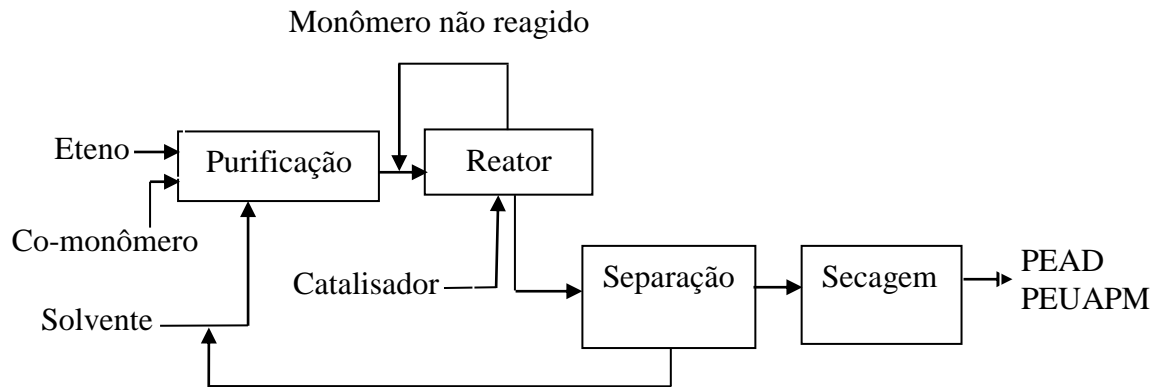 Monômero não reagido
Eteno
Purificação
Reator
Co-monômero
Catalisador
Separação
Secagem
PEAD
PEUAPM
Solvente